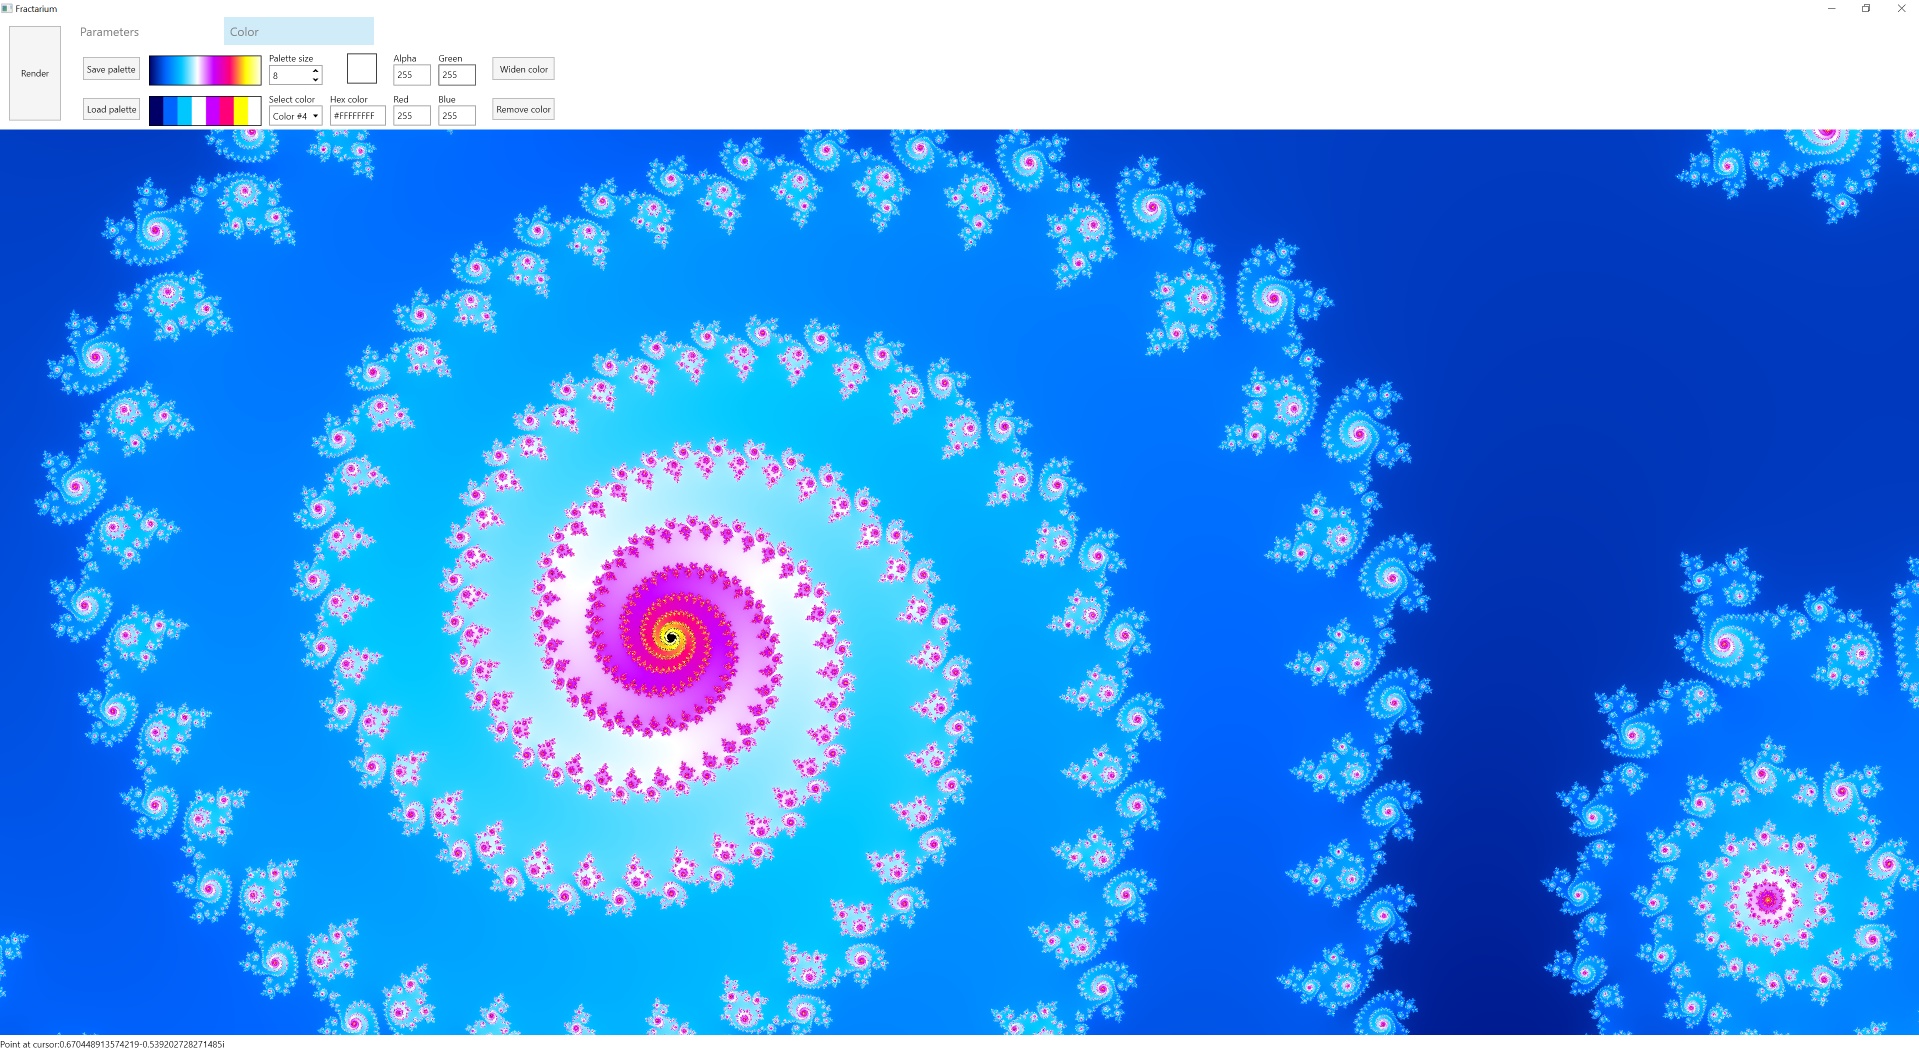 Fractarium
Render
Parameters
Color
Save palette
Palette size
8
Alpha
255
Green
255
Widen color
Load palette
Select color
Color #4
Hex color
#FFFFFFFF
Red
255
Blue
255
Remove color
Point at cursor:0.670448913574219-0.539202728271485i